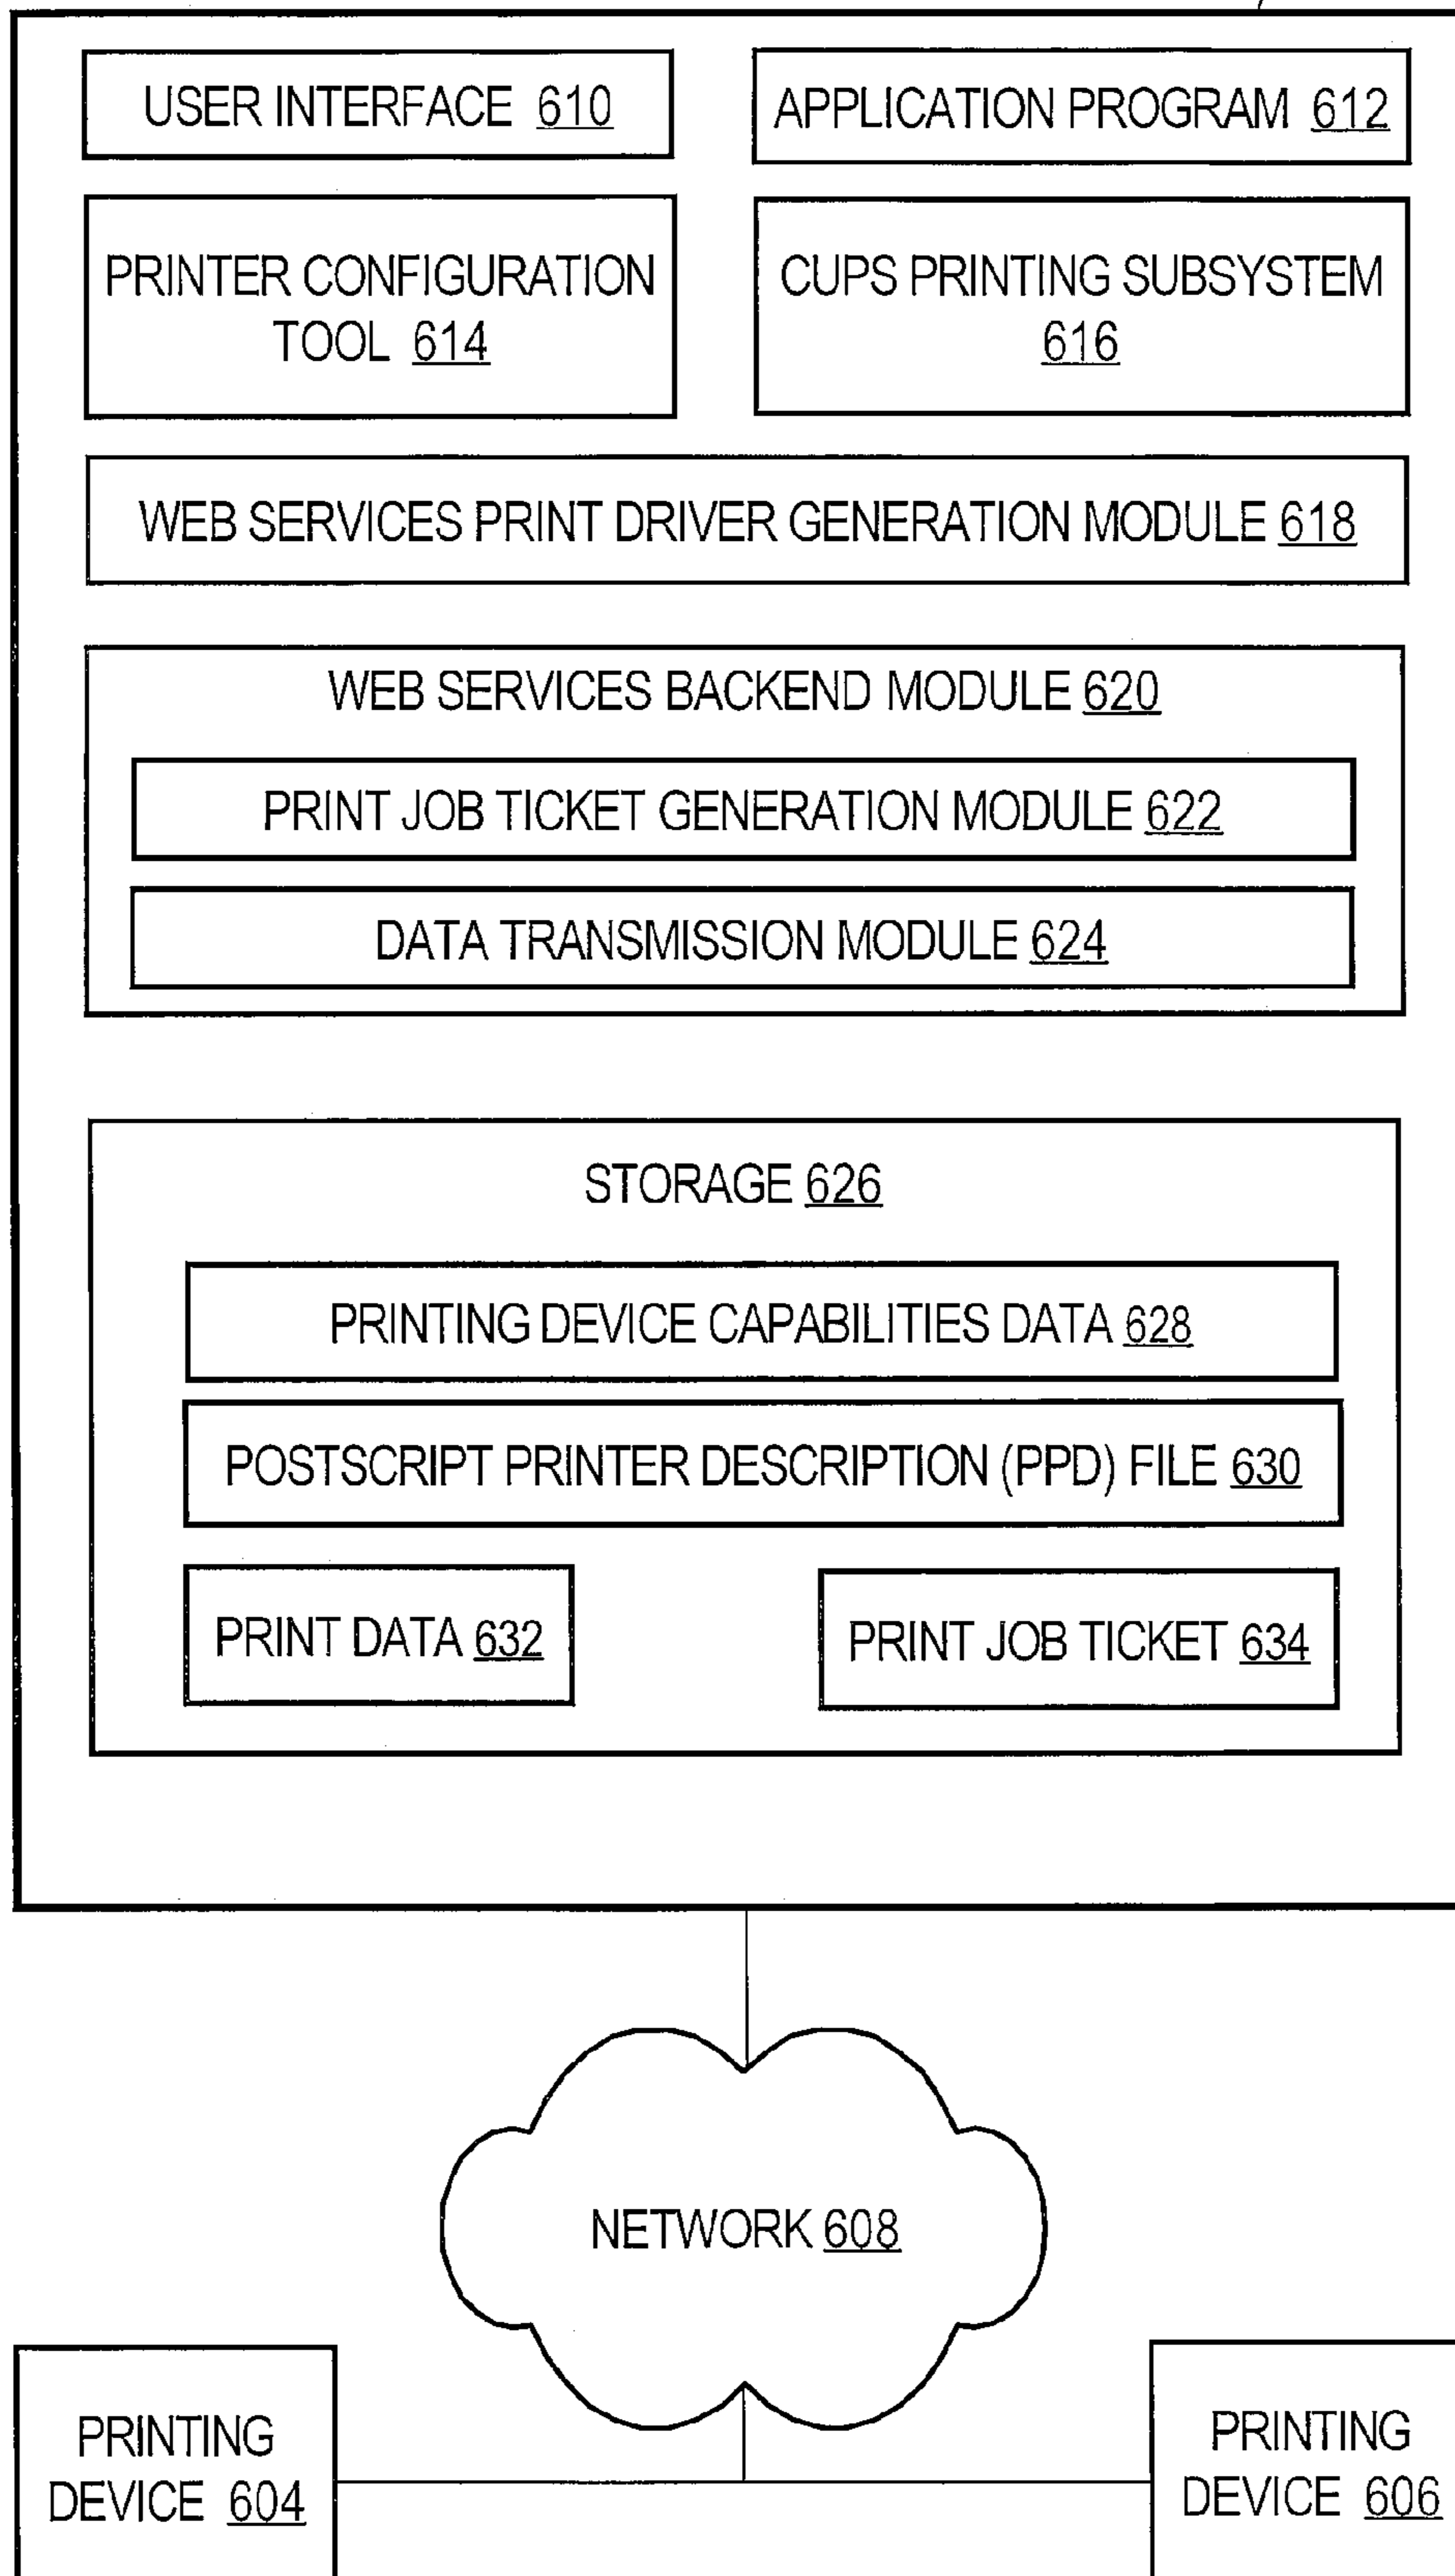 USER INTERFACE 610
APPLICATION PROGRAM 612
PRINTER CONFIGURATION
TOOL 614
CUPS PRINTING SUBSYSTEM
616
WEB SERVICES PRINT DRIVER GENERATION MODULE 618
WEB SERVICES BACKEND MODULE 620
PRINT JOB TICKET GENERATION MODULE 622
DATA TRANSMISSION MODULE 624
STORAGE 626
PRINTING DEVICE CAPABILITIES DATA 628
POSTSCRIPT PRINTER DESCRIPTION (PPD) FILE 630
PRINT DATA 632
PRINT JOB TICKET 634
NETWORK 608
PRINTING
DEVICE 604
PRINTING
DEVICE 606